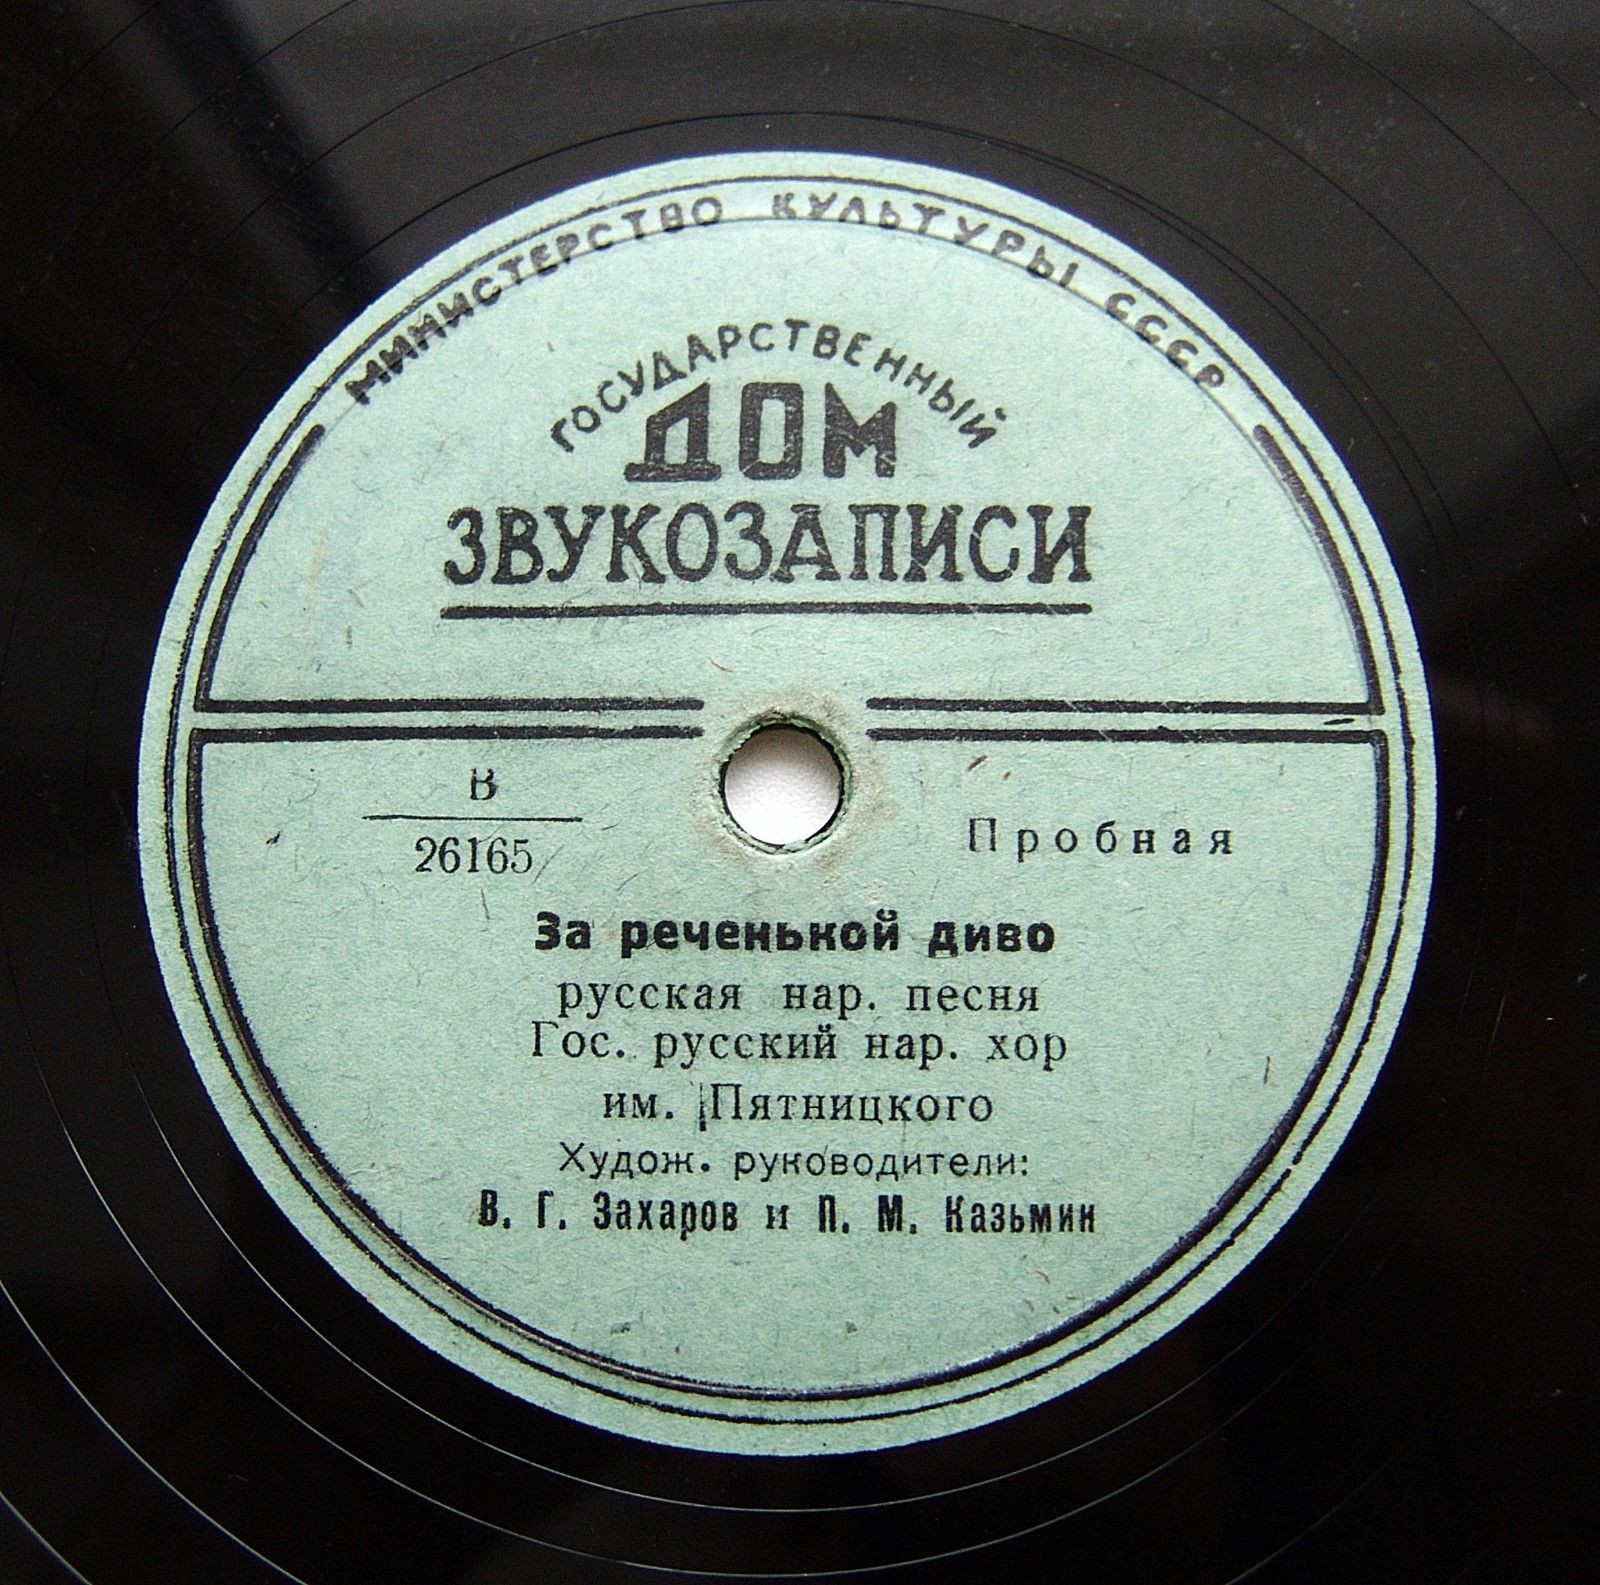 МИНИСТЕРСТВО КУЛЬТУРЫ СССР
ГОСУДАРСТВЕННЫЙ
ДОМ
ЗВУКОЗАПИСИ
В
26165
Пробная
За реченькой диво
русская нар. песня
Гос. русский нар. хор
им. Пятницкого
Худож. руководители:
В. Г. Захаров и П. М. Казьмин